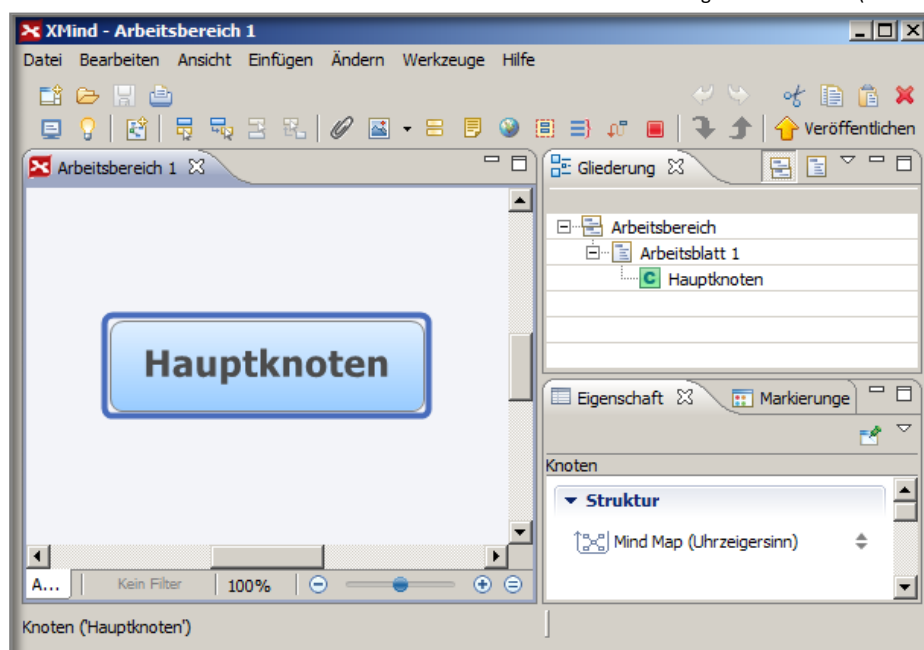 XMind - Arbeitsbereich 1
Datei Bearbeiten Ansicht Einfügen Ändern Werkzeuge Hilfe
Veröffentlichen
Arbeitsbereich 1
Gliederung
Arbeitsbereich
Arbeitsblatt 1
C Hauptknoten
Hauptknoten
Eigenschaft Markierunge
Knoten
Struktur
Mind Map (Uhrzeigersinn)
A... Kein Filter 100%
Knoten ('Hauptknoten')